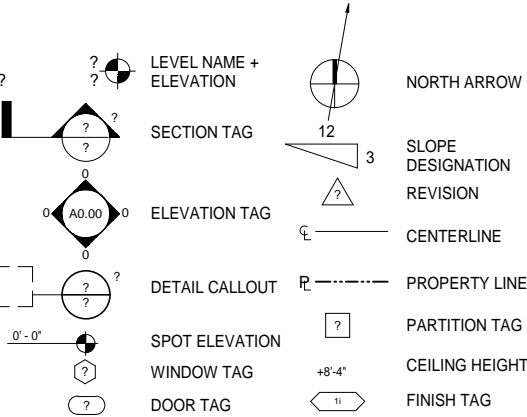 ?
?
LEVEL NAME +
ELEVATION
?
?
?
?
SECTION TAG
0
0
A0.00
0
0
ELEVATION TAG
?
?
?
DETAIL CALLOUT
0' - 0"
SPOT ELEVATION
?
WINDOW TAG
?
DOOR TAG
NORTH ARROW
12
3
SLOPE
DESIGNATION
?
REVISION
℄
CENTERLINE
PL
PROPERTY LINE
?
PARTITION TAG
+8'-4"
CEILING HEIGHT
1i
FINISH TAG